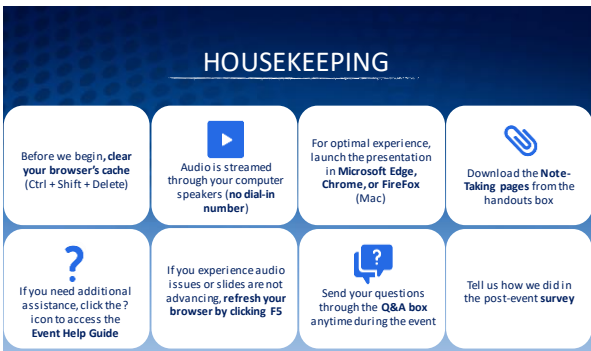 HOUSEKEEPING
Before we begin, clear
your browser's cache
(Ctrl + Shift + Delete)
Audio is streamed
through your computer
speakers (no dial-in
number)
For optimal experience,
launch the presentation
in Microsoft Edge,
Chrome, or FireFox
(Mac)
Download the Note-
Taking pages from the
handouts box
?
If you need additional
assistance, click the ?
icon to access the
Event Help Guide
If you experience audio
issues or slides are not
advancing, refresh your
browser by clicking F5
?
Send your questions
through the Q&A box
anytime during the event
Tell us how we did in
the post-event survey